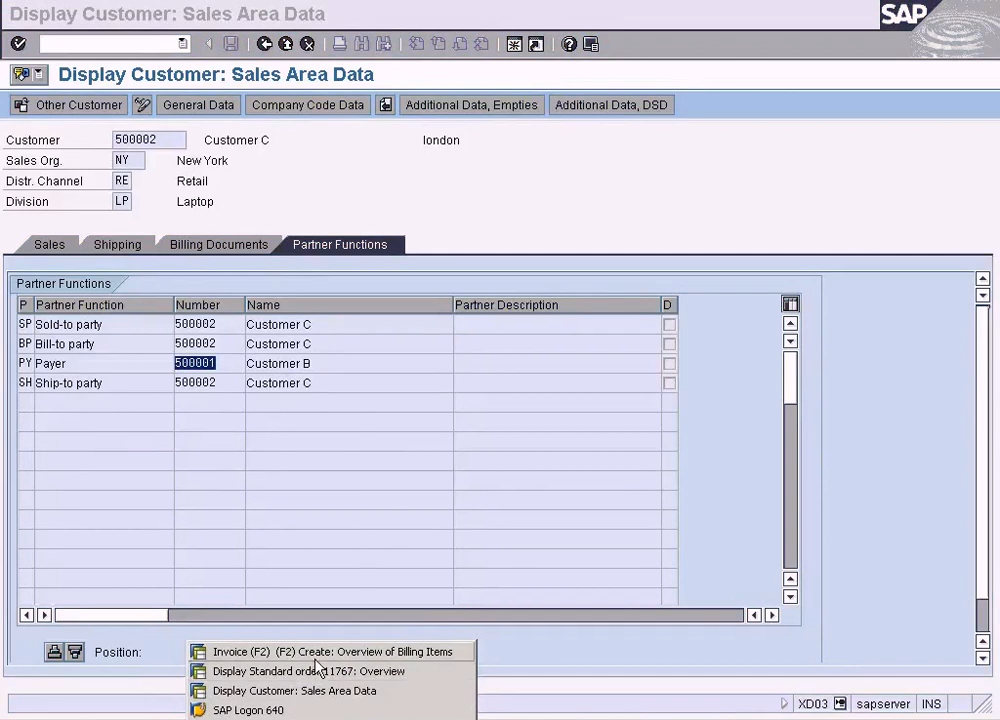 Display Customer: Sales Area Data
SAP
Display Customer: Sales Area Data
Other Customer General Data Company Code Data Additional Data, Empties Additional Data, DSD
Customer 500002 Customer C london
Sales Org. NY New York
Distr. Channel RE Retail
Division LP Laptop
Sales Shipping Billing Documents Partner Functions
Partner Functions
P Partner Function Number Name Partner Description D
SP Sold-to party 500002 Customer C
BP Bill-to party 500002 Customer C
PY Payer 500001 Customer B
SH Ship-to party 500002 Customer C
Position:
Invoice (F2) (F2) Create: Overview of Billing Items
Display Standard order 11767: Overview
Display Customer: Sales Area Data
SAP Logon 640
XD03 sapserver INS